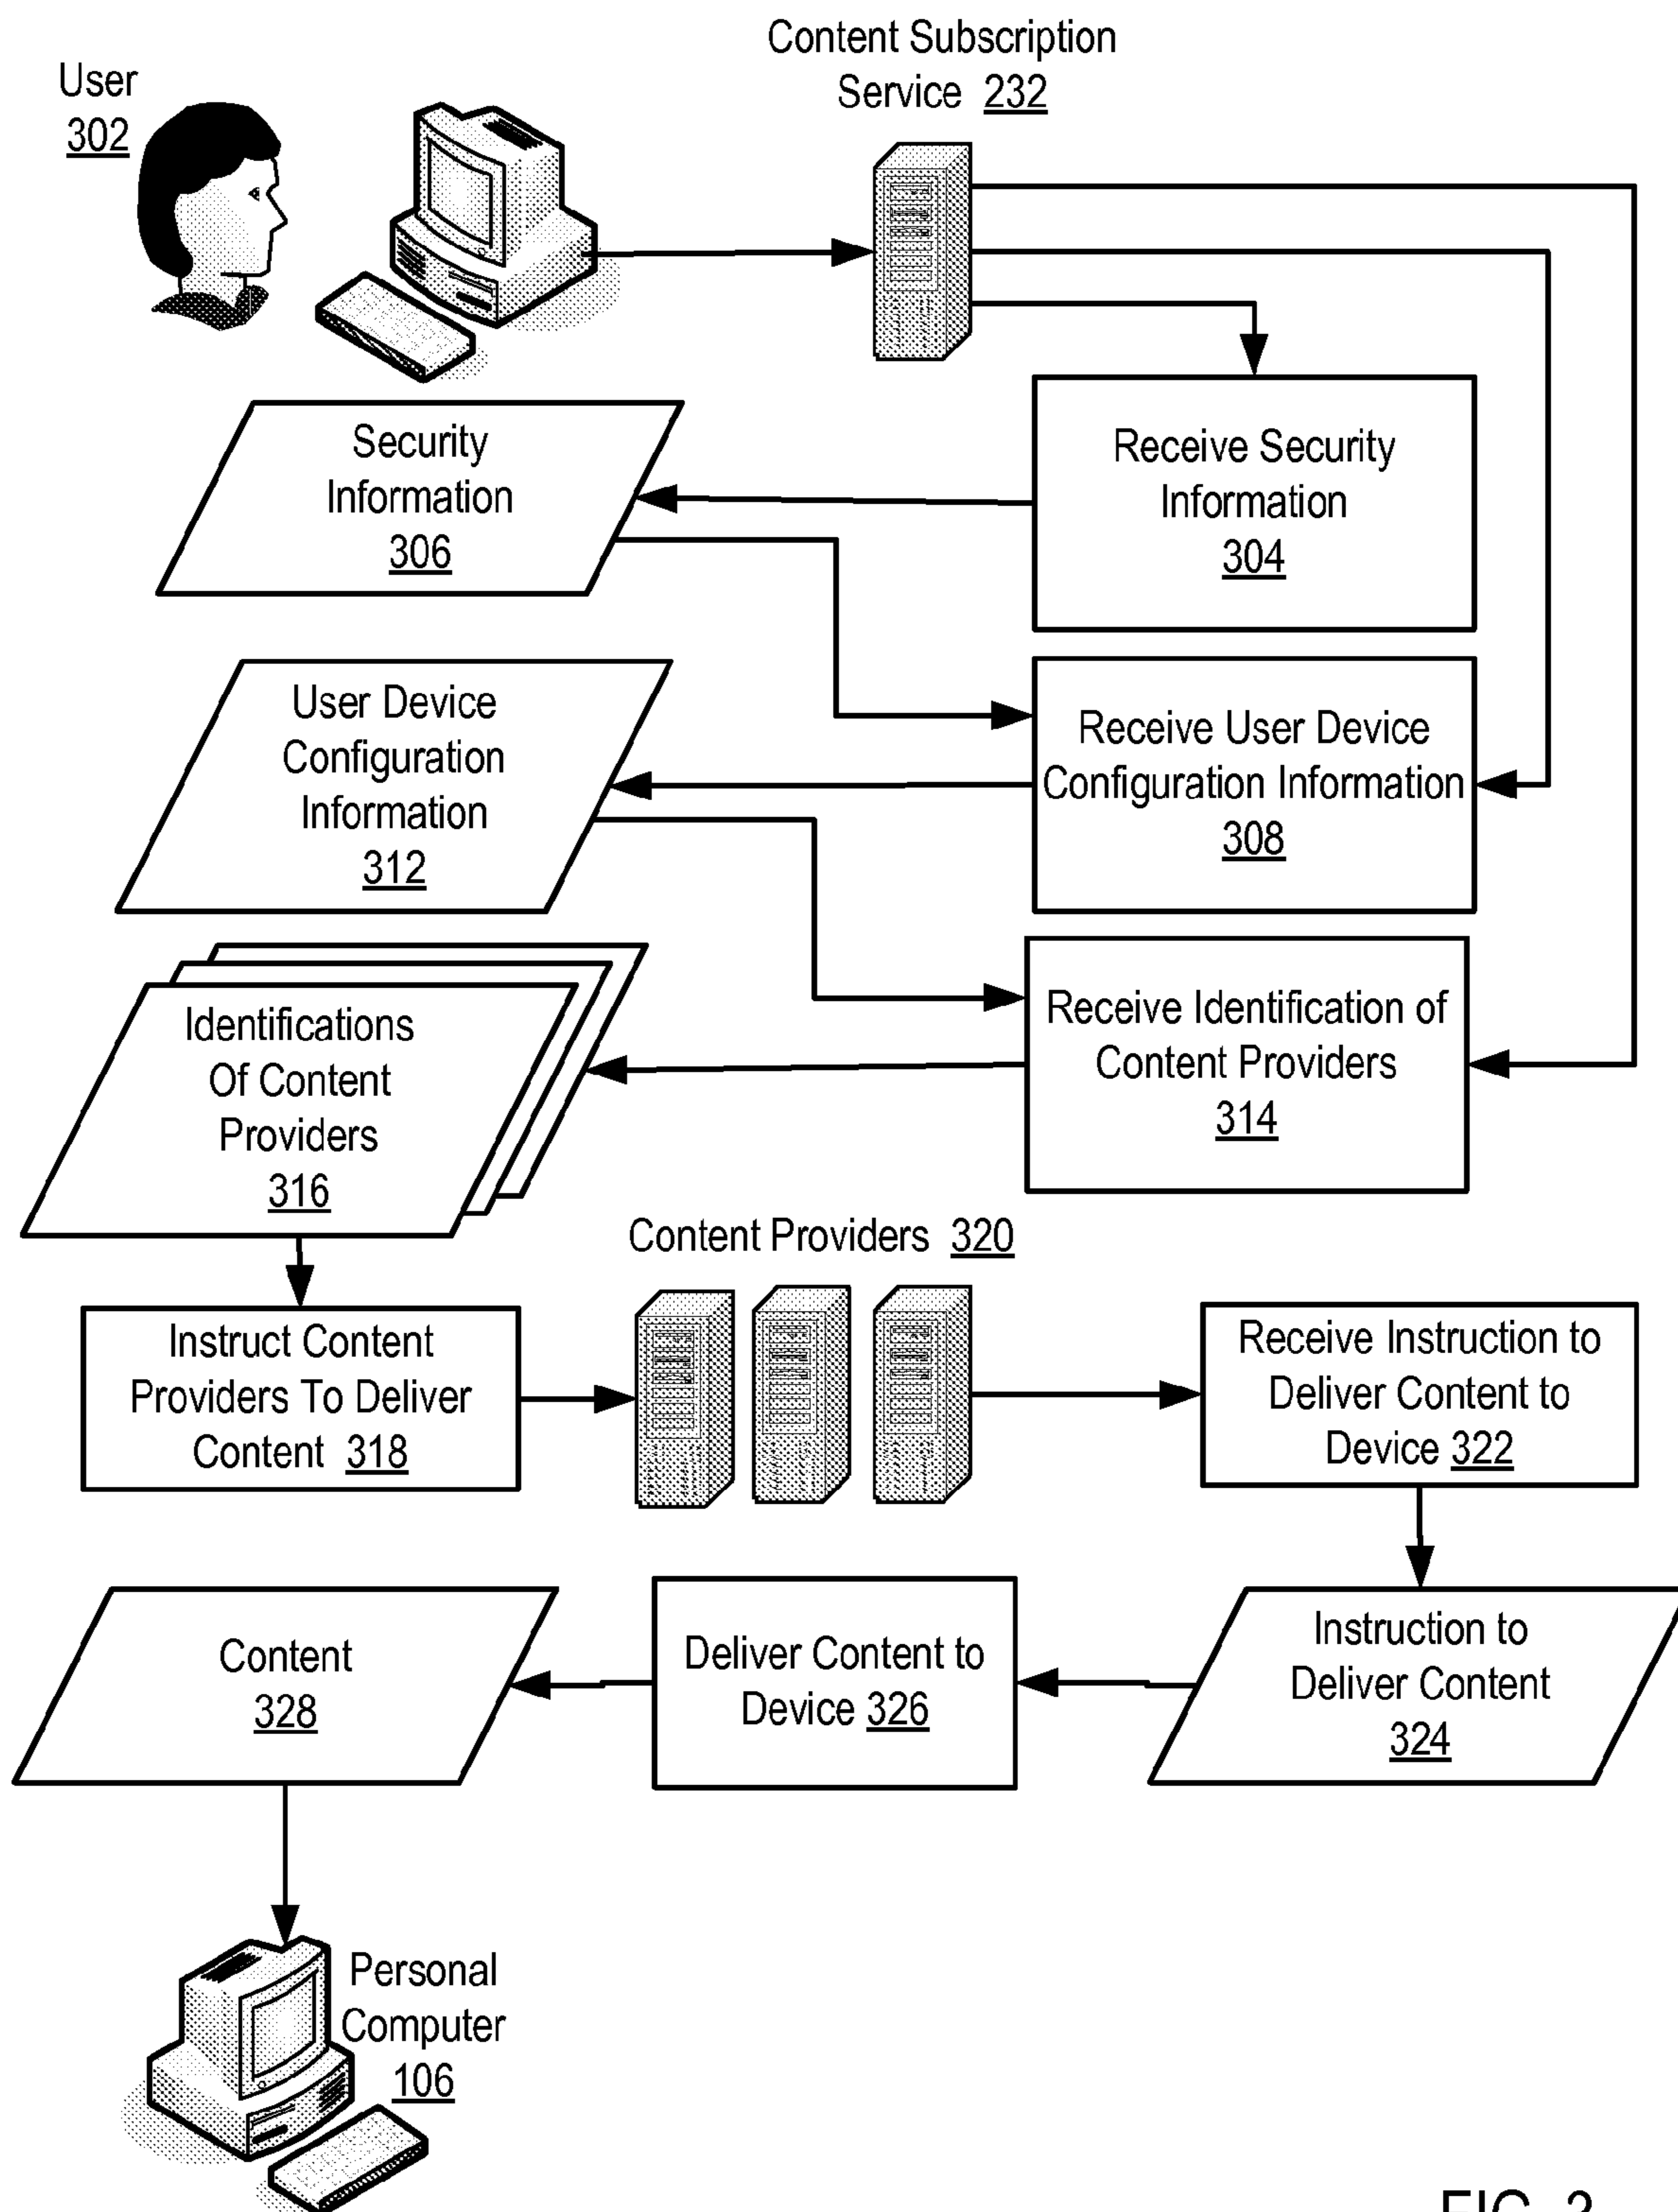 Content Subscription
Service 232
User
302
Security
Information
306
Receive Security
Information
304
User Device
Configuration
Information
312
Receive User Device
Configuration Information
308
Identifications
Of Content
Providers
316
Receive Identification of
Content Providers
314
Content Providers 320
Instruct Content
Providers To Deliver
Content 318
Receive Instruction to
Deliver Content to
Device 322
Content
328
Deliver Content to
Device 326
Instruction to
Deliver Content
324
Personal
Computer
106
FIG. 3